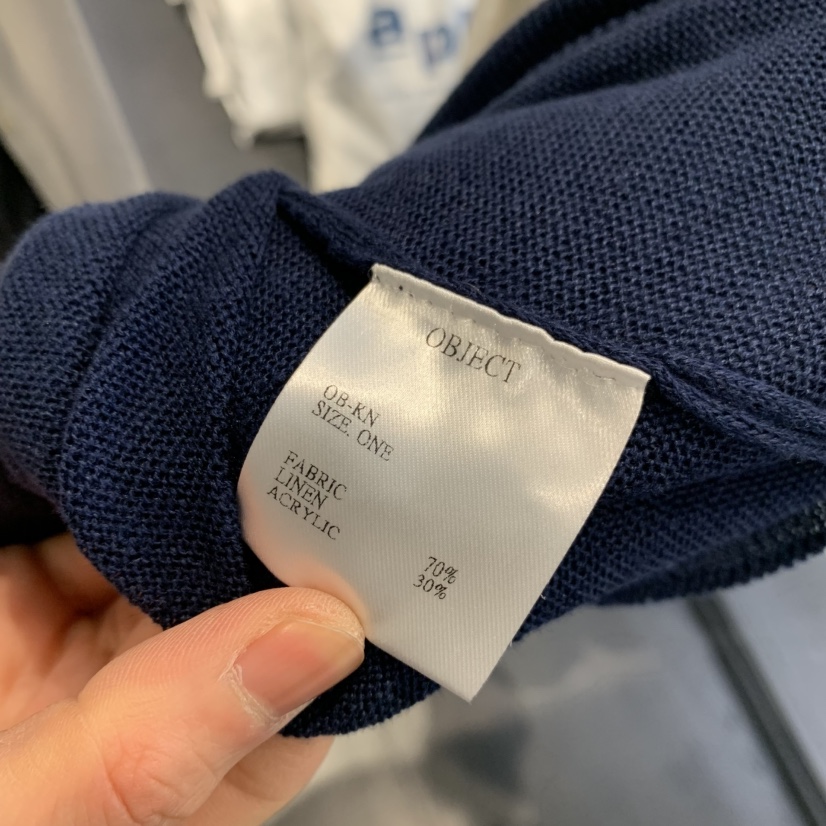 OBJECT
OB-KN
SIZE. ONE
FABRIC
LINEN 70%
ACRYLIC 30%